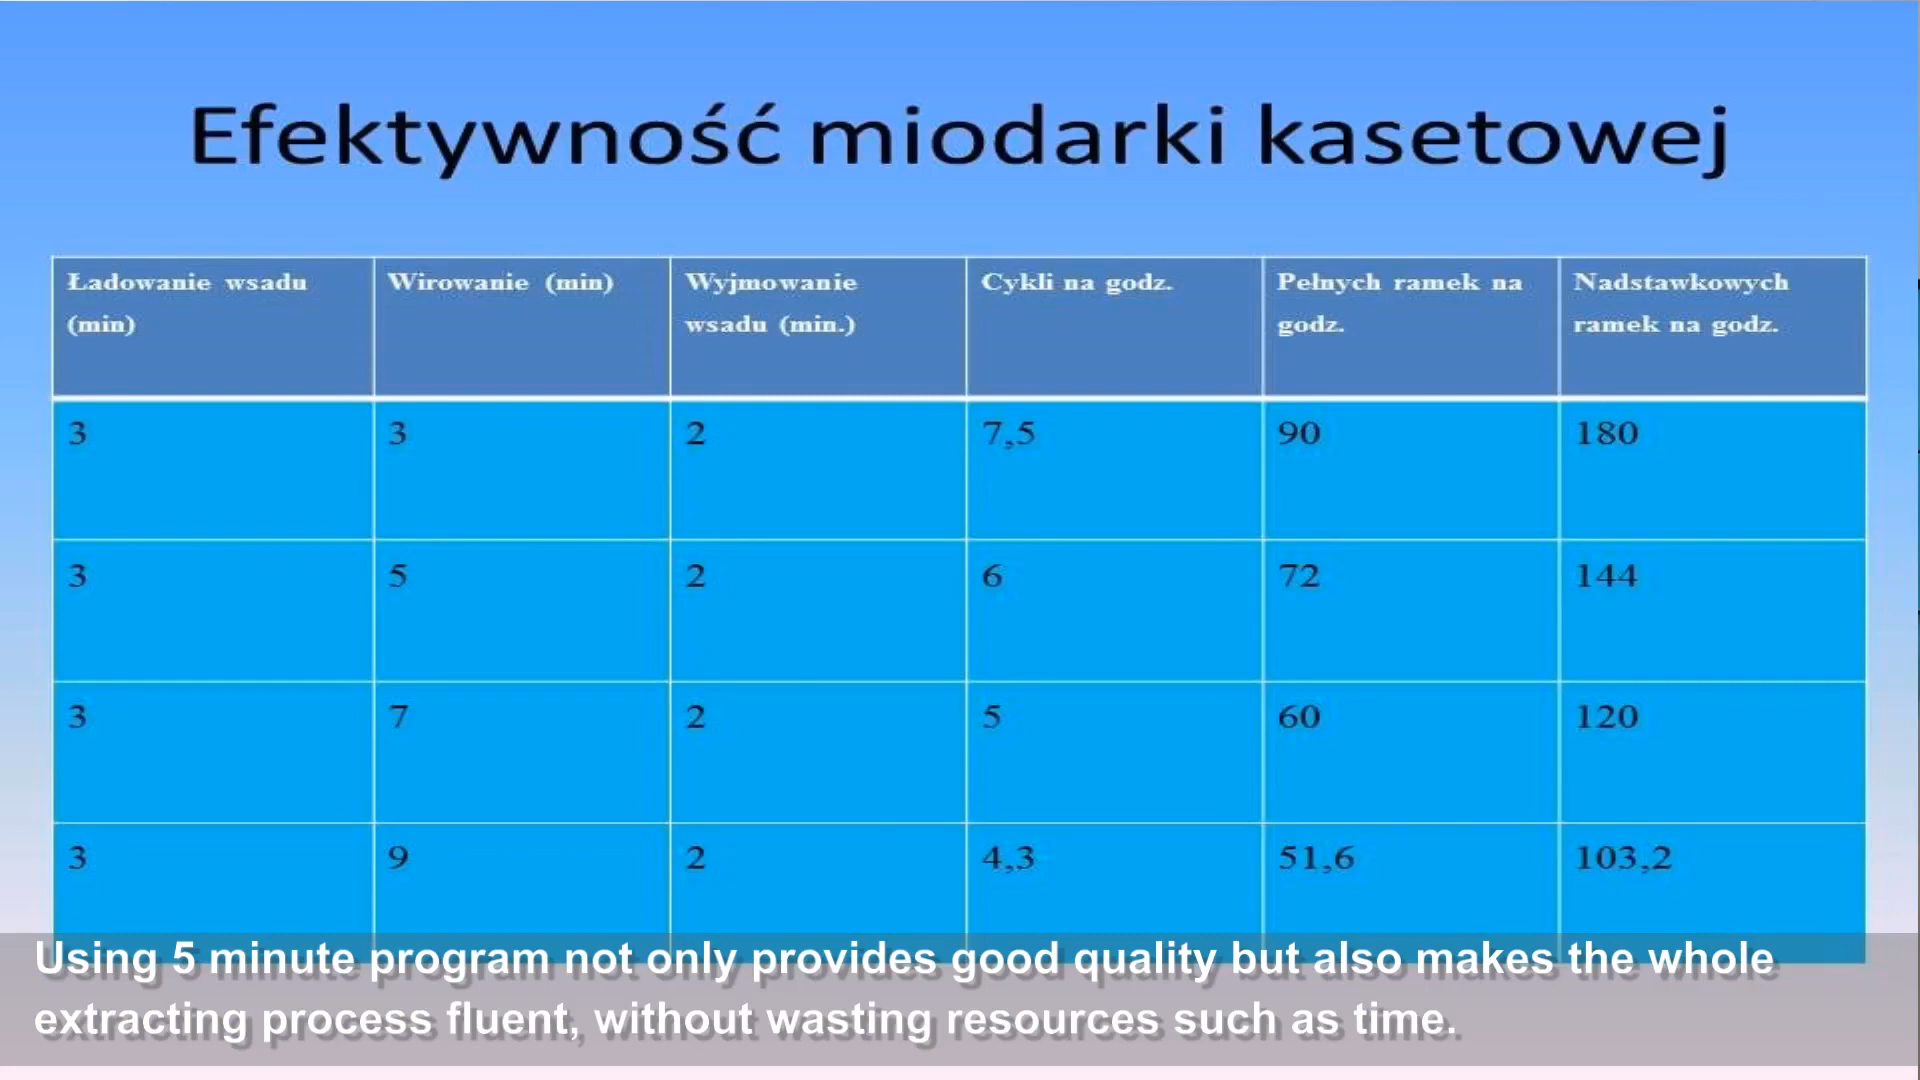 Efektywność miodarki kasetowej
Ładowanie wsadu (min) Wirowanie (min) Wyjmowanie wsadu (min.) Cykli na godz. Pełnych ramek na godz. Nadstawkowych ramek na godz.
3 3 2 7,5 90 180
3 5 2 6 72 144
3 7 2 5 60 120
3 9 2 4,3 51,6 103,2
Using 5 minute program not only provides good quality but also makes the whole
extracting process fluent, without wasting resources such as time.